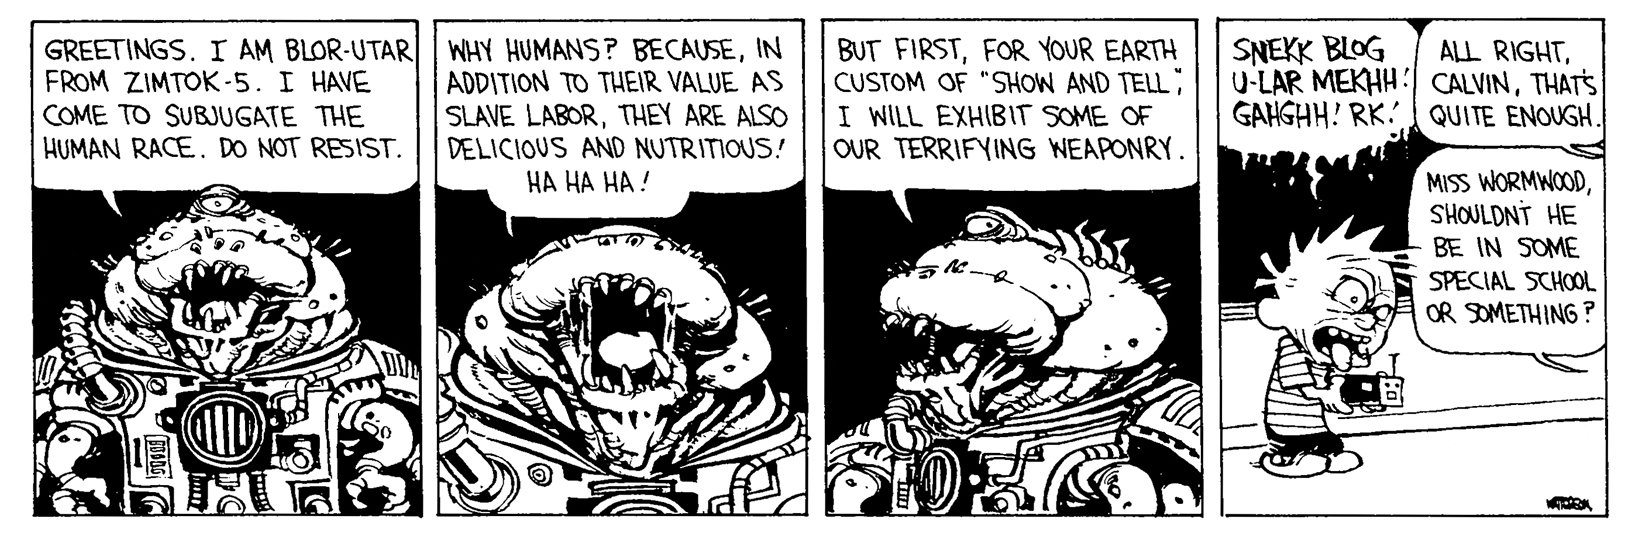 GREETINGS. I AM BLOR-UTAR
FROM ZIMTOK-5. I HAVE
COME TO SUBJUGATE THE
HUMAN RACE. DO NOT RESIST.
WHY HUMANS? BECAUSE, IN
ADDITION TO THEIR VALUE AS
SLAVE LABOR, THEY ARE ALSO
DELICIOUS AND NUTRITIOUS!
HA HA HA!
BUT FIRST, FOR YOUR EARTH
CUSTOM OF "SHOW AND TELL",
I WILL EXHIBIT SOME OF
OUR TERRIFYING WEAPONRY.
SNEKK BLOG
U-LAR MEKHH!
GAHGHH! RK!
ALL RIGHT,
CALVIN, THAT'S
QUITE ENOUGH.
MISS WORMWOOD,
SHOULDN'T HE
BE IN SOME
SPECIAL SCHOOL
OR SOMETHING?
WATTERSON